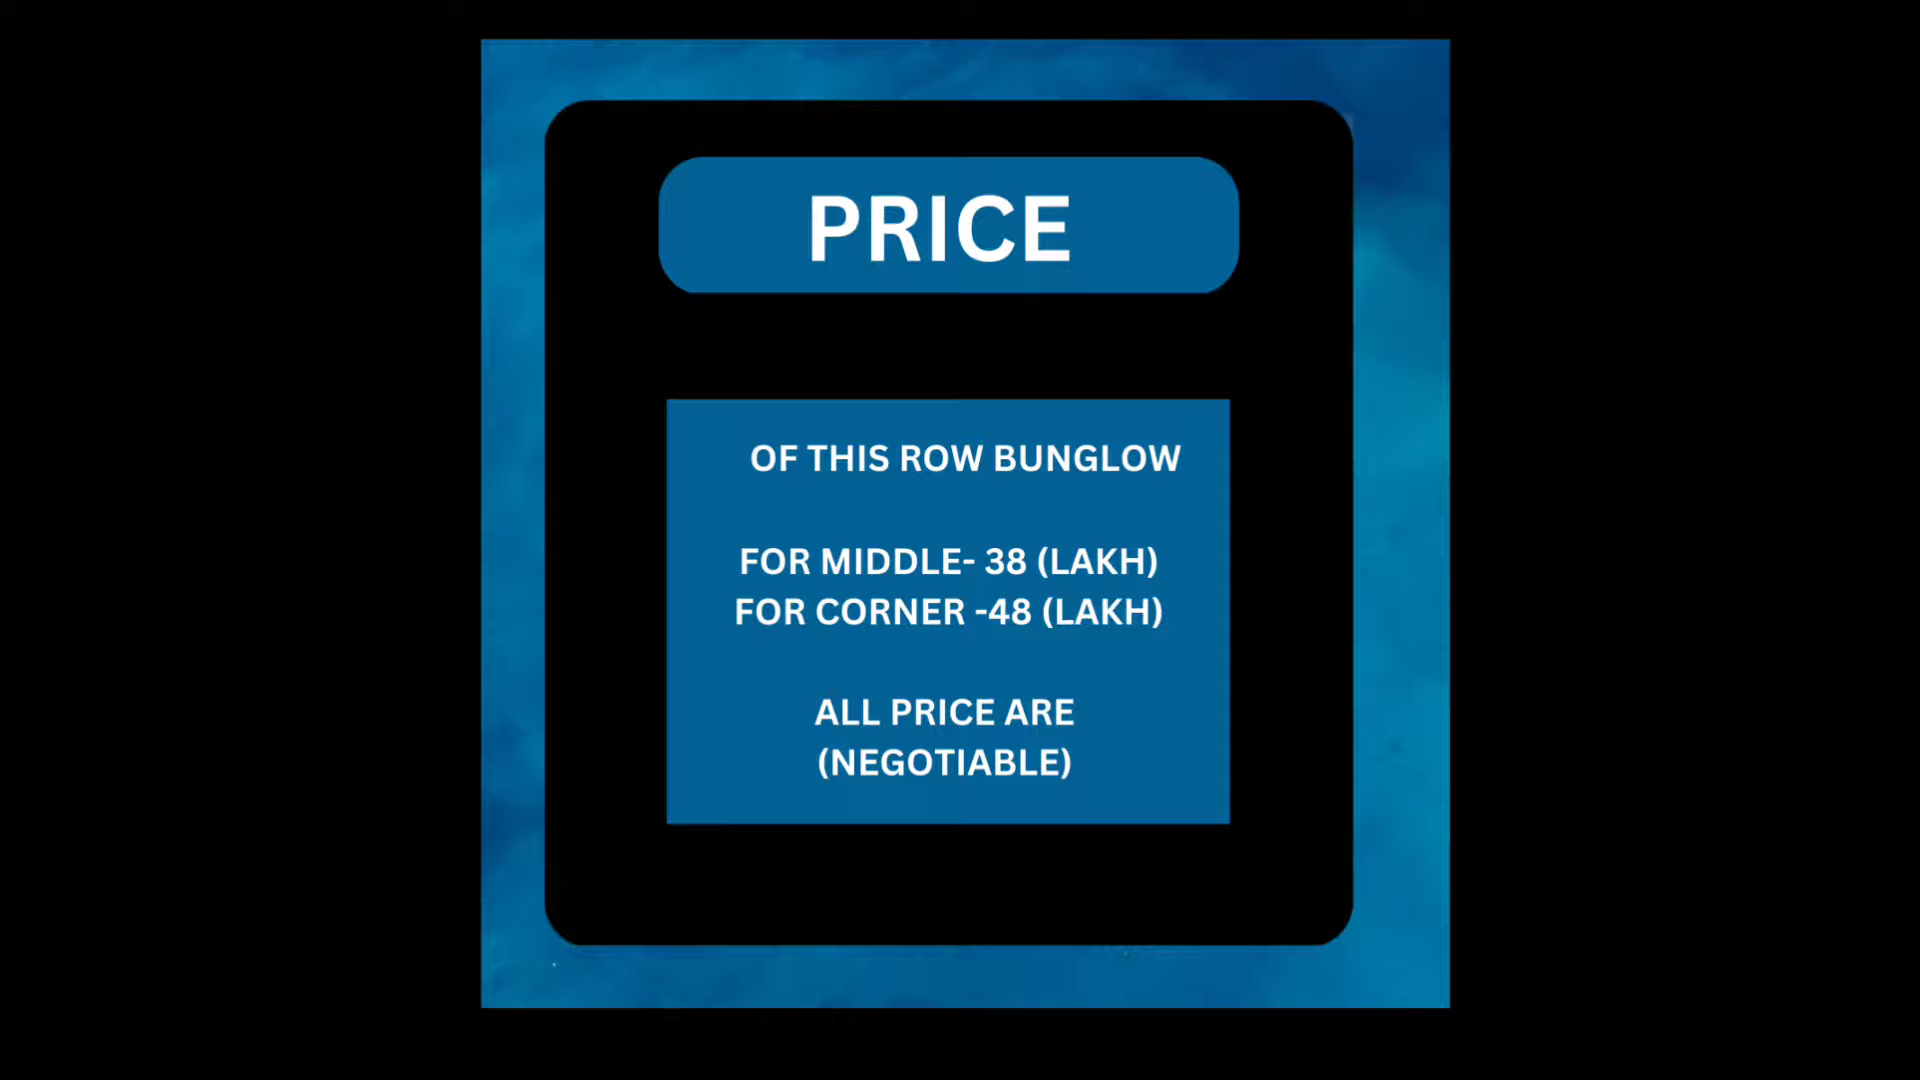 PRICE
OF THIS ROW BUNGLOW
FOR MIDDLE- 38 (LAKH)
FOR CORNER -48 (LAKH)
ALL PRICE ARE
(NEGOTIABLE)